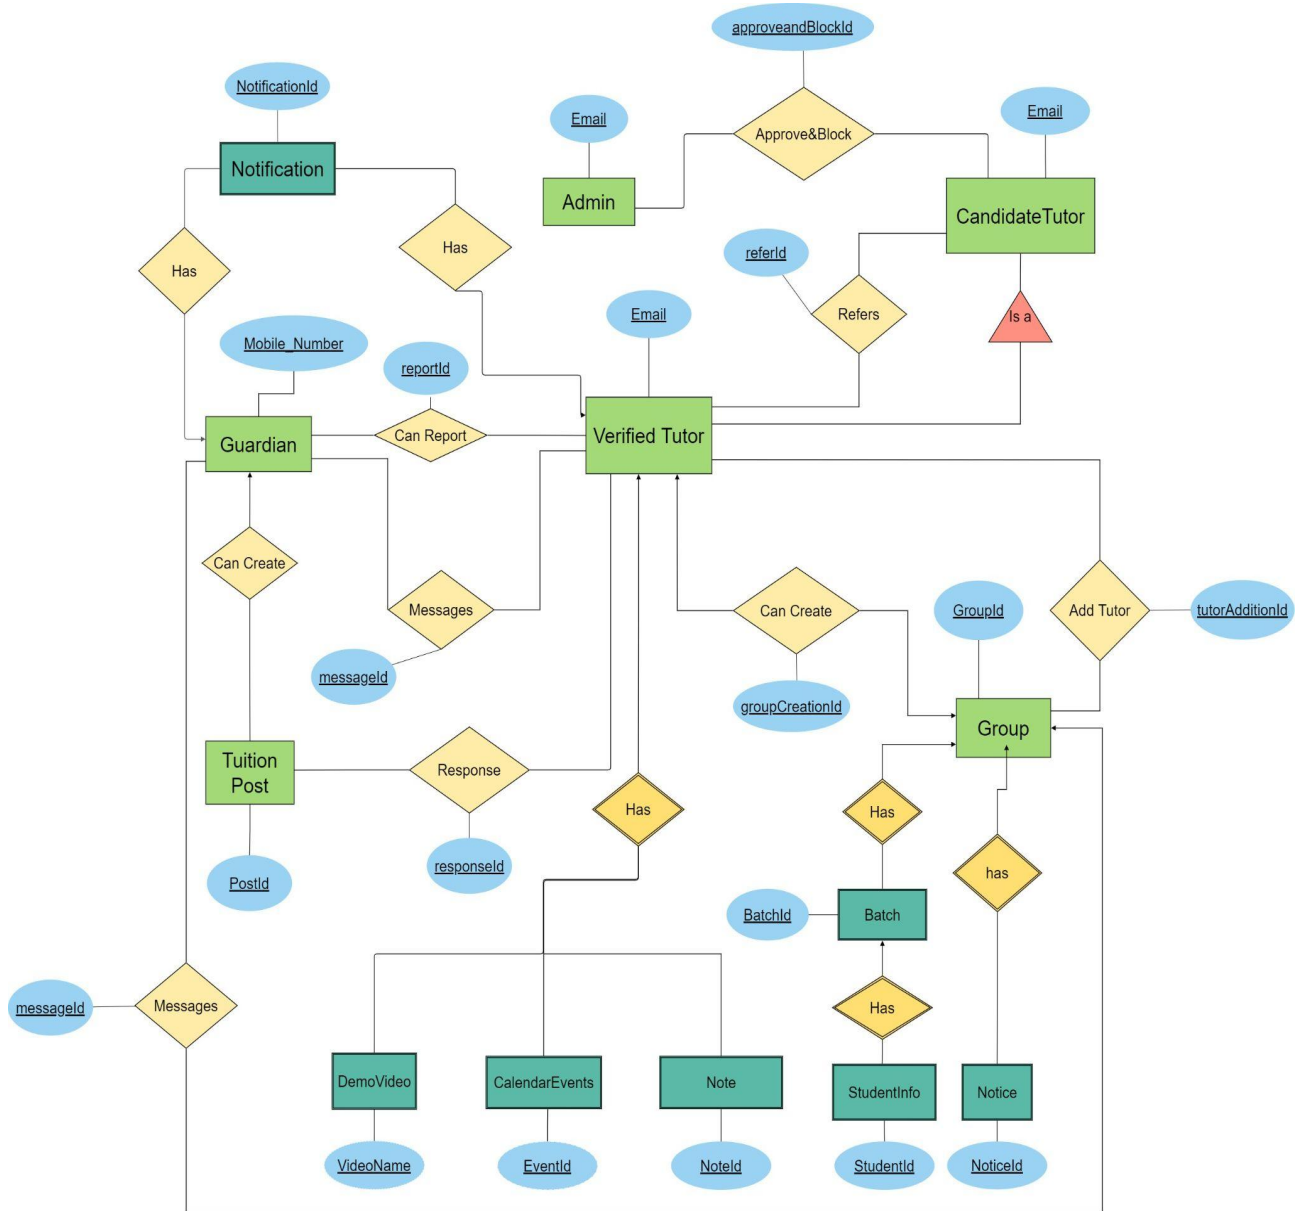 approveandBlockId
NotificationId
Email
Email
Approve&Block
Notification
Admin
CandidateTutor
Has
Has
referId
Refers
Is a
Email
Mobile_Number
reportId
Guardian
Can Report
Verified Tutor
Can Create
Messages
Can Create
GroupId
Add Tutor
tutorAdditionId
messageId
groupCreationId
Group
Tuition
Post
Response
Has
Has
has
responseId
PostId
BatchId
Batch
messageId
Messages
Has
DemoVideo
CalendarEvents
Note
StudentInfo
Notice
VideoName
EventId
NoteId
StudentId
NoticeId